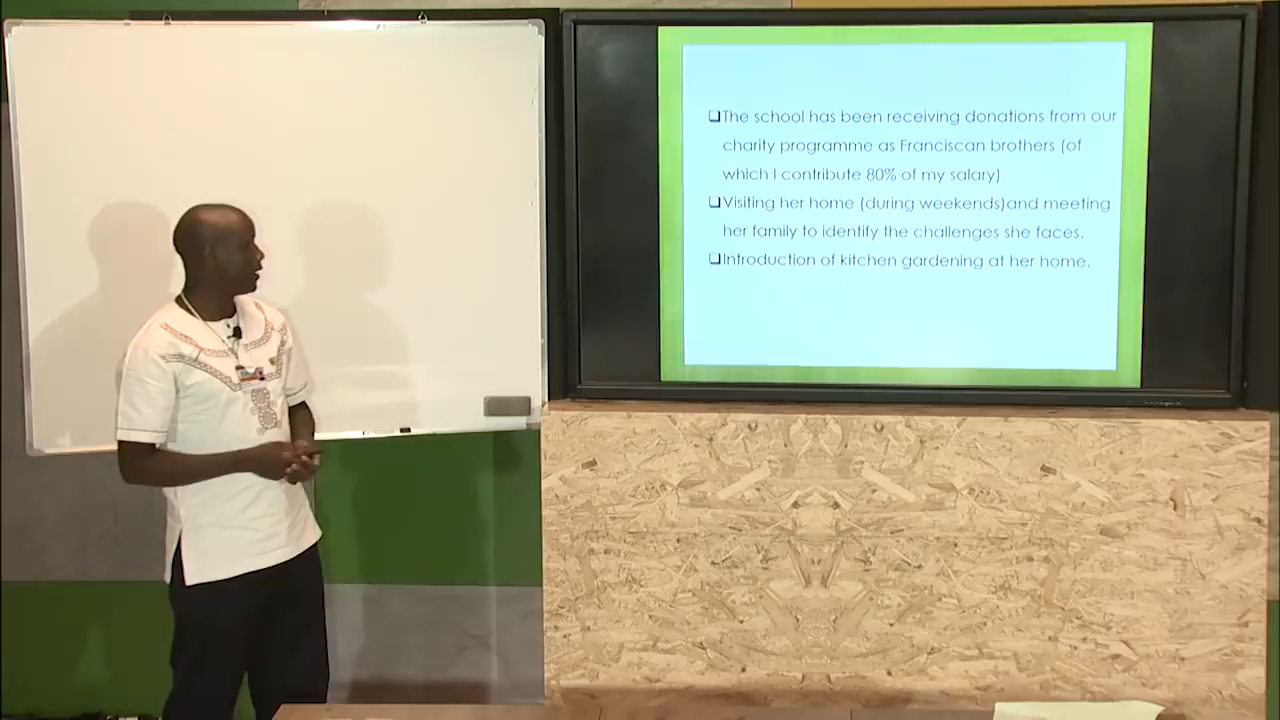 ❑The school has been receiving donations from our
charity programme as Franciscan brothers (of
which I contribute 80% of my salary)
❑Visiting her home (during weekends)and meeting
her family to identify the challenges she faces.
❑Introduction of kitchen gardening at her home.